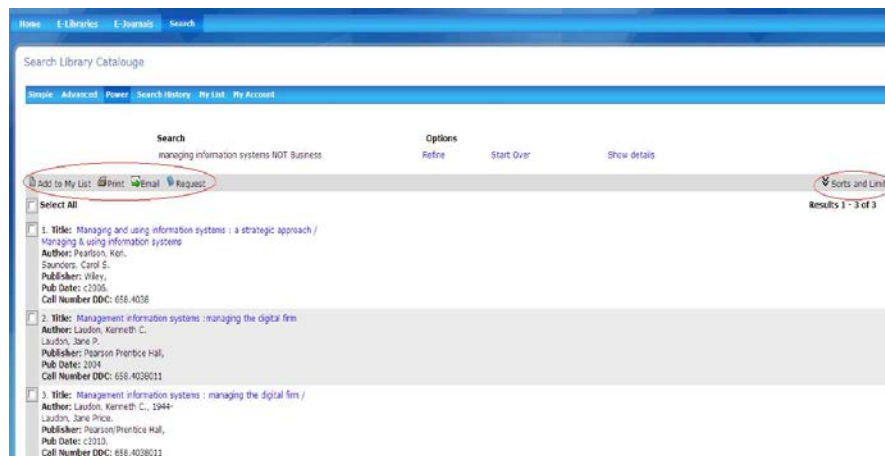 Home E-Libraries E-Journals Search
Search Library Catalouge
Simple Advanced Power Search History My List My Account
Search Options
managing information systems NOT Business Refine Start Over Show details
Add to My List Print Email Request Sorts and Limit
Select All Results 1 - 3 of 3
1. Title: Managing and using information systems : a strategic approach /
Managing & using information systems
Author: Pearlson, Keri.
Saunders, Carol S.
Publisher: Wiley,
Pub Date: c2006.
Call Number DDC: 658.4038
2. Title: Management information systems :managing the digital firm
Author: Laudon, Kenneth C.
Laudon, Jane P.
Publisher: Pearson Prentice Hall,
Pub Date: 2004
Call Number DDC: 658.4038011
3. Title: Management information systems : managing the digital firm /
Author: Laudon, Kenneth C., 1944-
Laudon, Jane Price.
Publisher: Pearson/Prentice Hall,
Pub Date: c2010.
Call Number DDC: 658.4038011